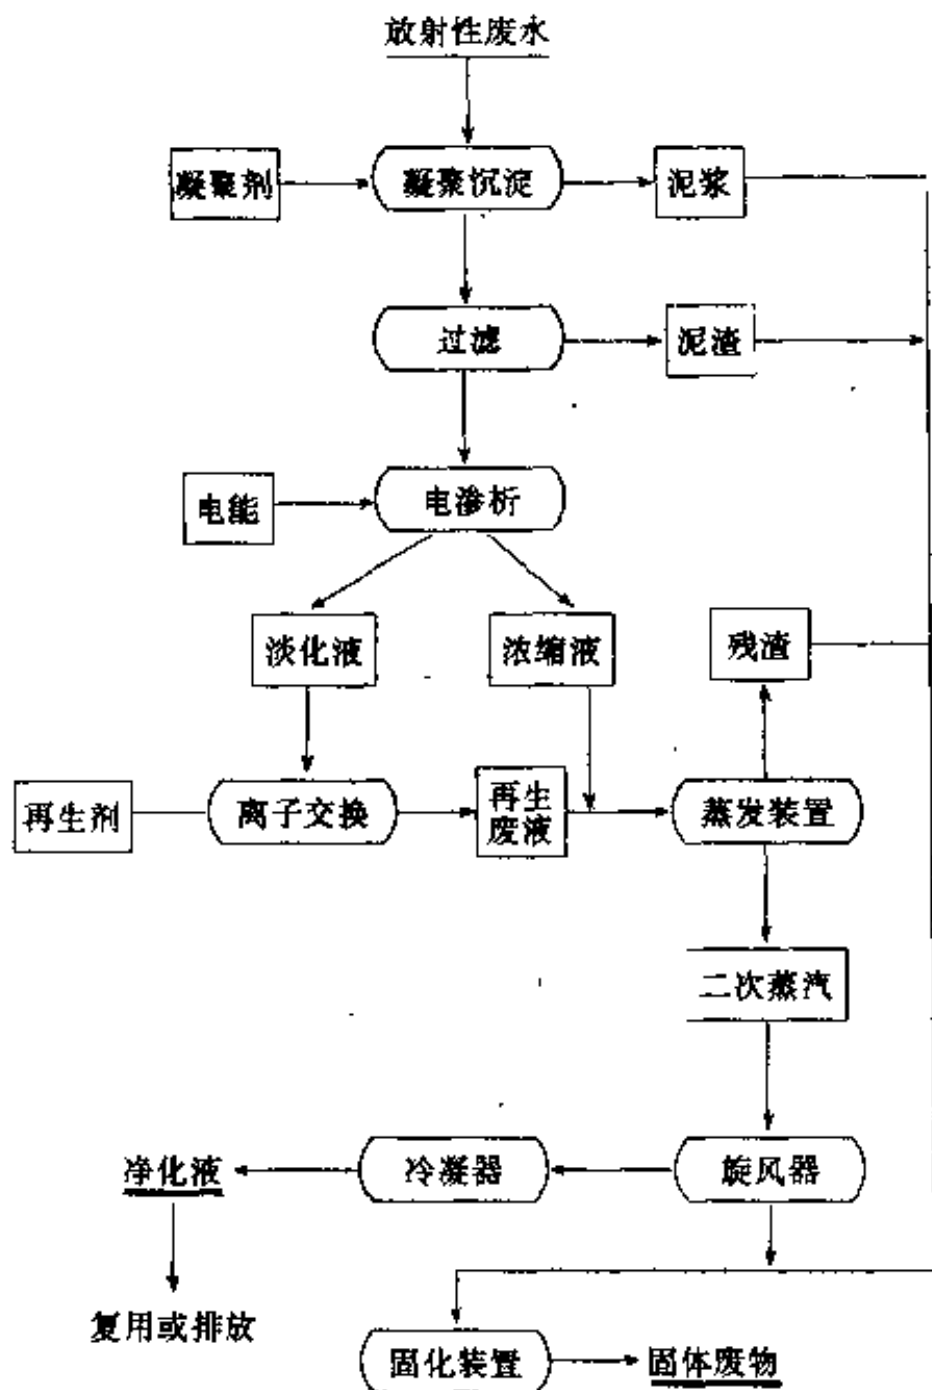 放射性废水
凝聚剂
凝聚沉淀
泥浆
过滤
泥渣
电能
电渗析
淡化液
浓缩液
残渣
再生剂
离子交换
再生
废液
蒸发装置
二次蒸汽
净化液
冷凝器
旋风器
复用或排放
固化装置
固体废物